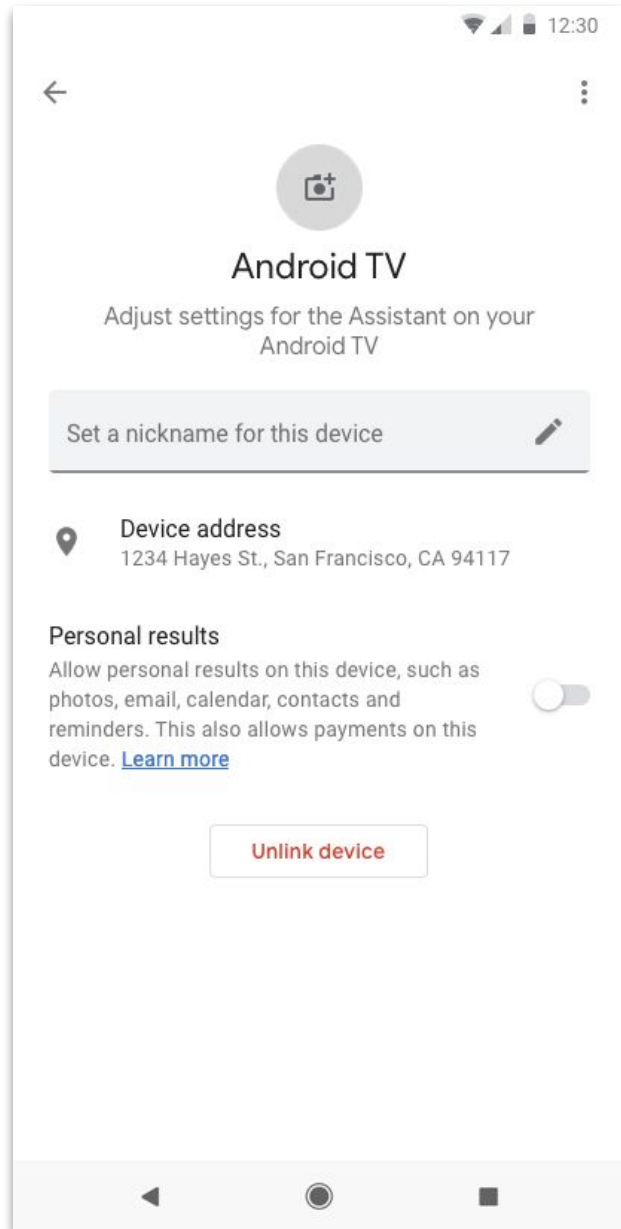 12:30
Android TV
Adjust settings for the Assistant on your
Android TV
Set a nickname for this device
Device address
1234 Hayes St., San Francisco, CA 94117
Personal results
Allow personal results on this device, such as
photos, email, calendar, contacts and
reminders. This also allows payments on this
device. Learn more
Unlink device